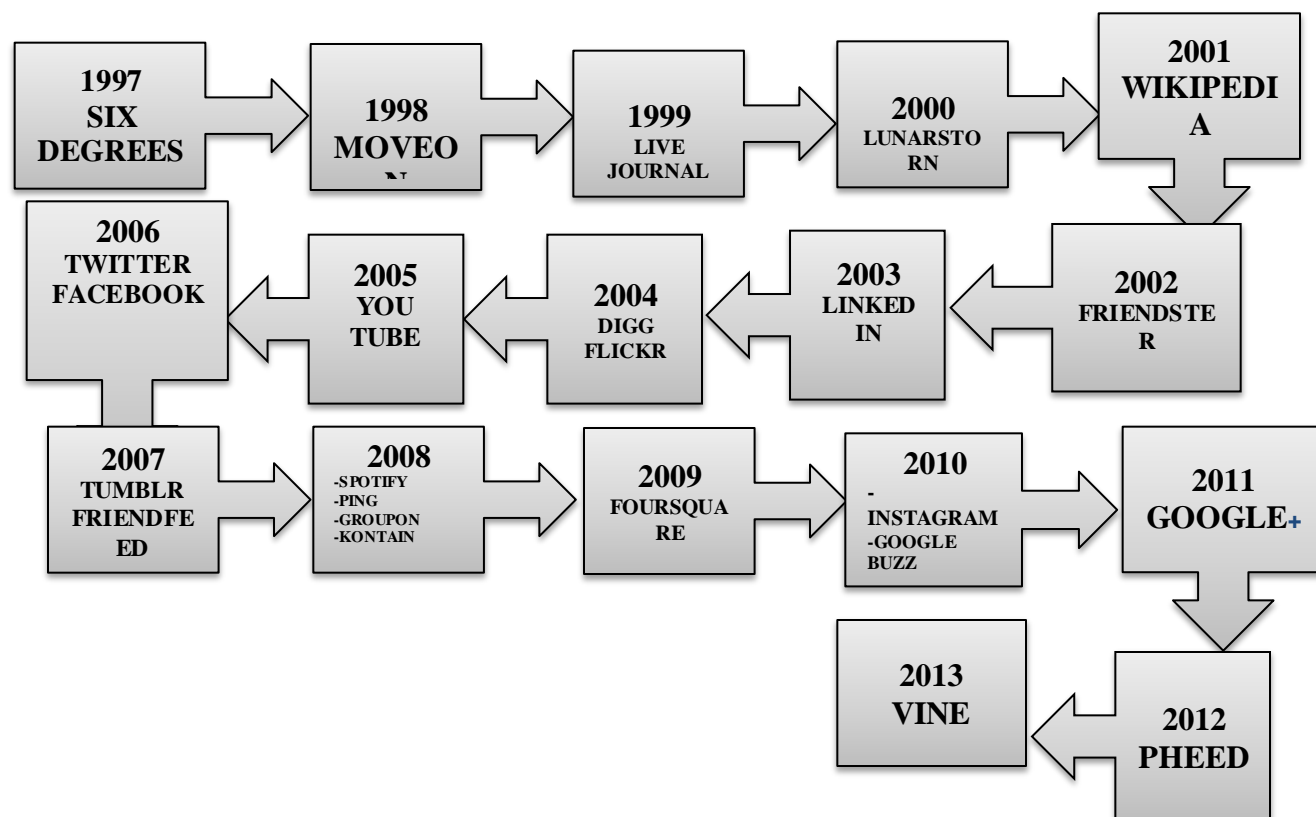 1997
SIX
DEGREES
1998
MOVEO
N
1999
LIVE
JOURNAL
2000
LUNARSTO
RN
2001
WIKIPEDI
A
2002
FRIENDSTE
R
2003
LINKED
IN
2004
DIGG
FLICKR
2005
YOU
TUBE
2006
TWITTER
FACEBOOK
2007
TUMBLR
FRIENDFE
ED
2008
-SPOTIFY
-PING
-GROUPON
-KONTAIN
2009
FOURSQUA
RE
2010
-
INSTAGRAM
-GOOGLE
BUZZ
2011
GOOGLE+
2012
PHEED
2013
VINE